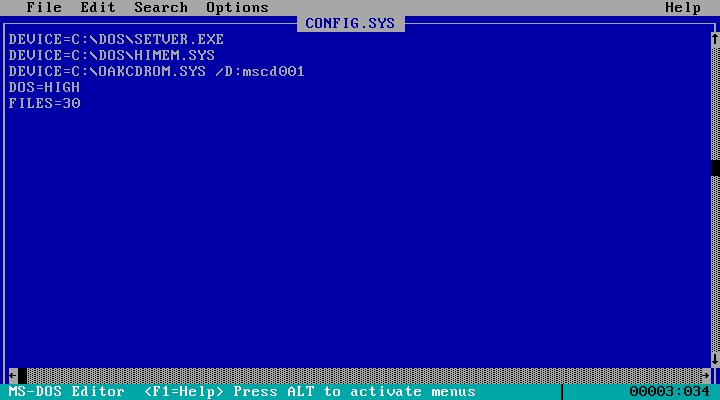 File Edit Search Options Help
CONFIG.SYS
DEVICE=C:\DOS\SETVER.EXE
DEVICE=C:\DOS\HIMEM.SYS
DEVICE=C:\OAKCDROM.SYS /D:mscd001
DOS=HIGH
FILES=30
MS-DOS Editor <F1=Help> Press ALT to activate menus 00003:034